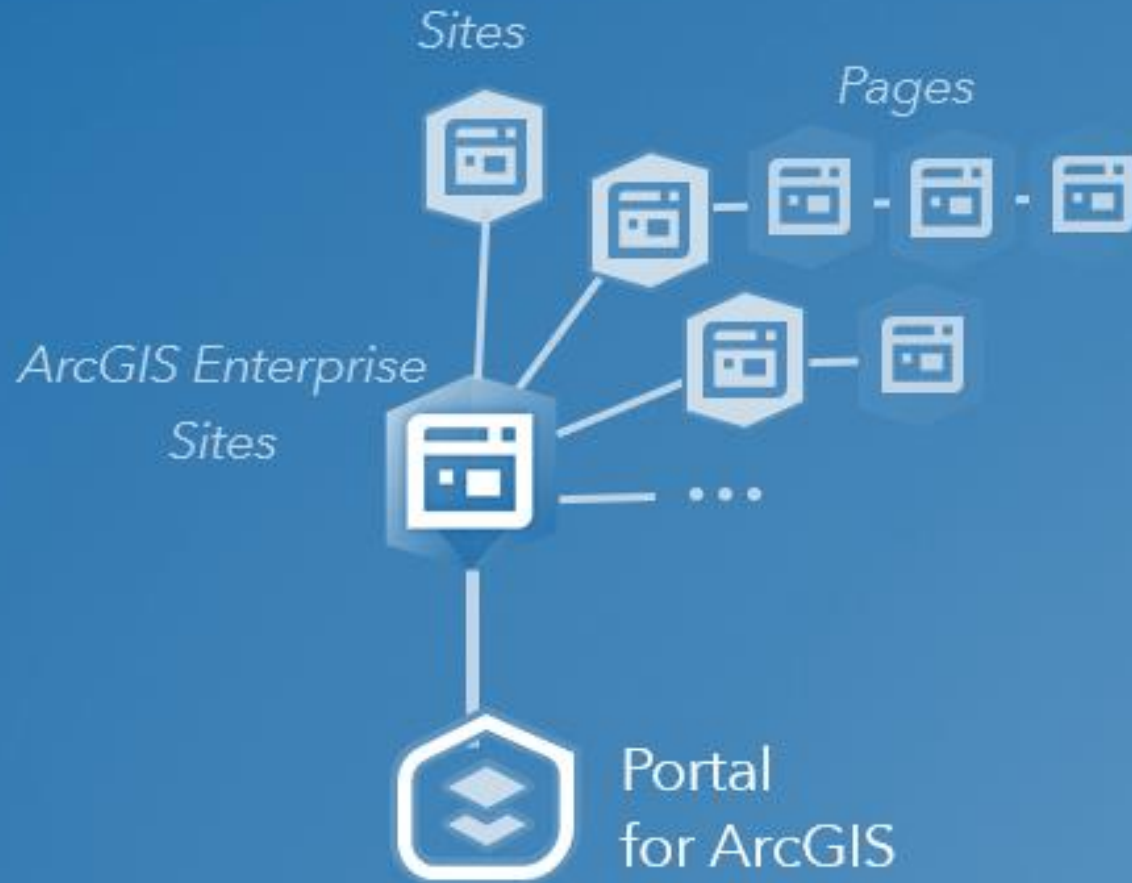 Sites
Pages
ArcGIS Enterprise
Sites
Portal
for ArcGIS